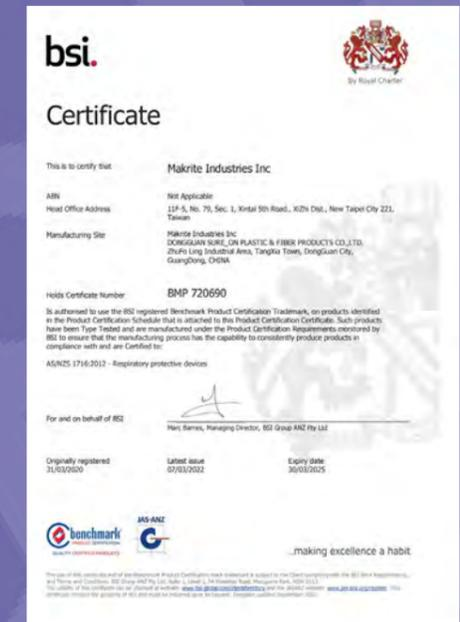 bsi.
By Royal Charter
Certificate
This is to certify that
Makrite Industries Inc
ABN
Not Applicable
Head Office Address
11F-5, No. 79, Sec. 1, Xintai 5th Road., XiZhi Dist., New Taipei City 221,
Taiwan
Manufacturing Site
Makrite Industries Inc
DONGGUAN SURE_ON PLASTIC & FIBER PRODUCTS CO.,LTD.
ZhuFo Ling Industrial Area, TangXia Town, DongGuan City,
GuangDong, CHINA
Holds Certificate Number
BMP 720690
Is authorised to use the BSI registered Benchmark Product Certification Trademark, on products identified
in the Product Certification Schedule that is attached to this Product Certification Certificate. Such products
have been Type Tested and are manufactured under the Product Certification Requirements monitored by
BSI to ensure that the manufacturing process has the capability to consistently produce products in
compliance with and are Certified to:
AS/NZS 1716:2012 - Respiratory protective devices
For and on behalf of BSI
Marc Barnes, Managing Director, BSI Group ANZ Pty Ltd
Originally registered
31/03/2020
Latest issue
07/03/2022
Expiry date
30/03/2025
benchmark
PRODUCT CERTIFICATION
QUALITY CERTIFIED PRODUCTS
JAS-ANZ
...making excellence a habit